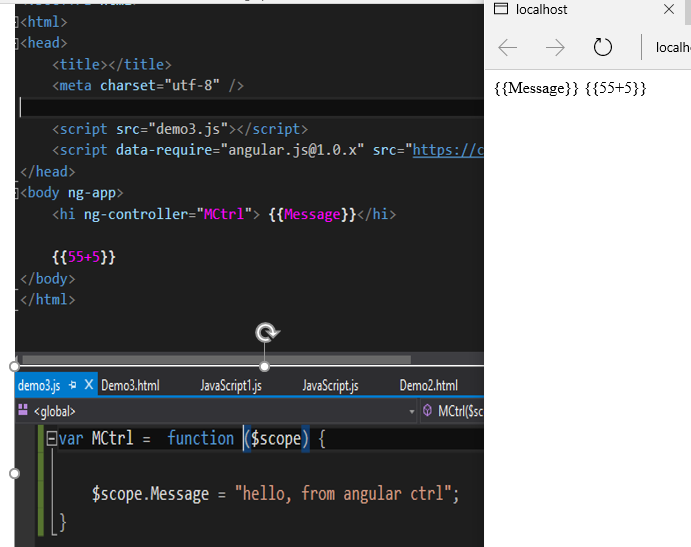 <html>
<head>
<title></title>
<meta charset="utf-8" />
<script src="demo3.js"></script>
<script data-require="angular.js@1.0.x" src="https://c
</head>
<body ng-app>
<hi ng-controller="MCtrl"> {{Message}}</hi>
{{55+5}}
</body>
</html>
demo3.js Demo3.html JavaScript1.js JavaScript.js Demo2.html
<global> MCtrl($sc
var MCtrl = function ($scope) {
$scope.Message = "hello, from angular ctrl";
}
localhost
localh
{{Message}} {{55+5}}